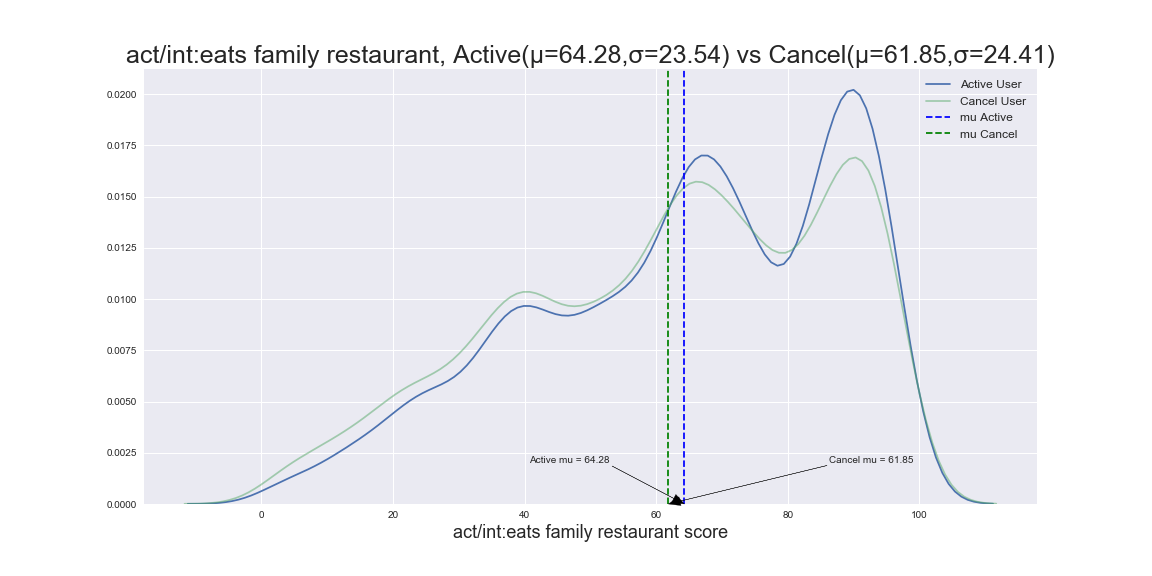 act/int:eats family restaurant, Active(μ=64.28,σ=23.54) vs Cancel(μ=61.85,σ=24.41)
Active User
Cancel User
mu Active
mu Cancel
0.0200
0.0175
0.0150
0.0125
0.0100
0.0075
0.0050
0.0025
0.0000
Active mu = 64.28
Cancel mu = 61.85
0 20 40 60 80 100
act/int:eats family restaurant score